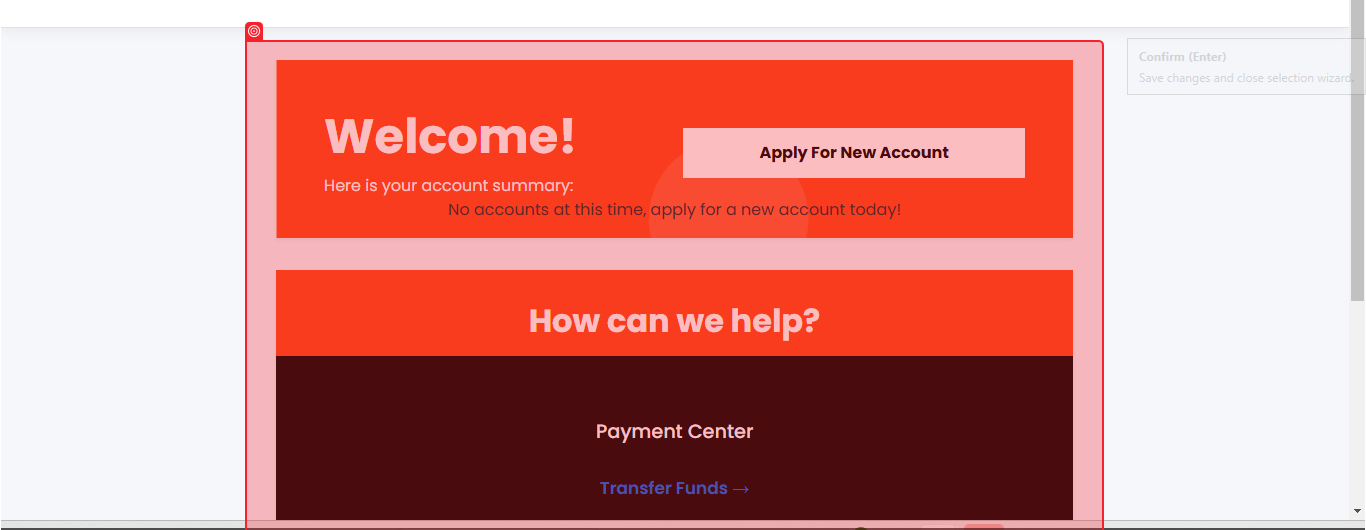 Confirm (Enter)
Save changes and close selection wizard.
Welcome!
Apply For New Account
Here is your account summary:
No accounts at this time, apply for a new account today!
How can we help?
Payment Center
Transfer Funds →